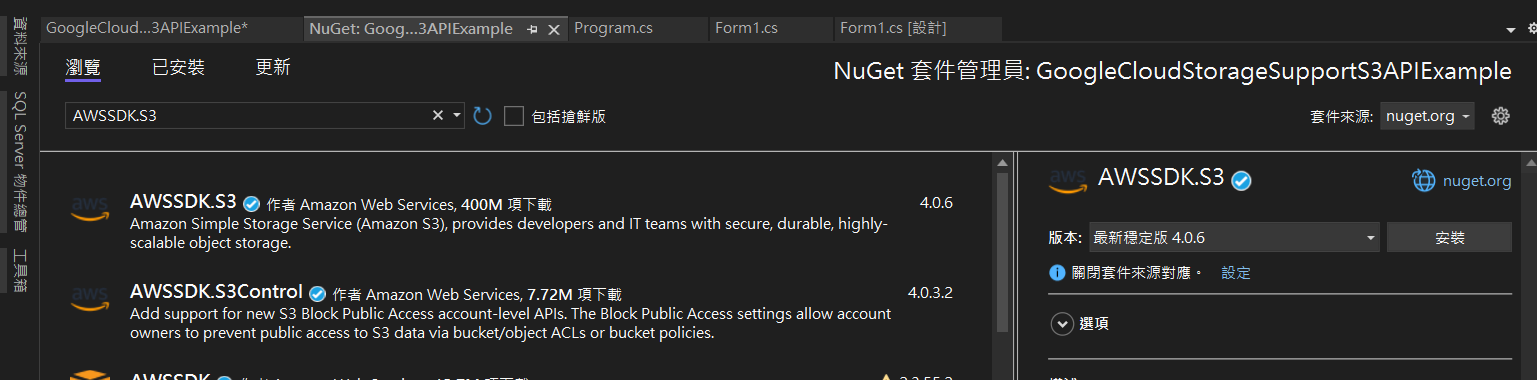 GoogleCloud...3APIExample*
NuGet: Goog...3APIExample
Program.cs
Form1.cs
Form1.cs [設計]
資料來源
SQL Server 物件總管
工具箱
瀏覽
已安裝
更新
NuGet 套件管理員: GoogleCloudStorageSupportS3APIExample
AWSSDK.S3
包括搶鮮版
套件來源: nuget.org
aws
AWSSDK.S3 作者 Amazon Web Services, 400M 項下載
4.0.6
Amazon Simple Storage Service (Amazon S3), provides developers and IT teams with secure, durable, highly-
scalable object storage.
aws
AWSSDK.S3Control 作者 Amazon Web Services, 7.72M 項下載
4.0.3.2
Add support for new S3 Block Public Access account-level APIs. The Block Public Access settings allow account
owners to prevent public access to S3 data via bucket/object ACLs or bucket policies.
AWSSDK
aws
AWSSDK.S3
nuget.org
版本: 最新穩定版 4.0.6
安裝
關閉套件來源對應。 設定
選項